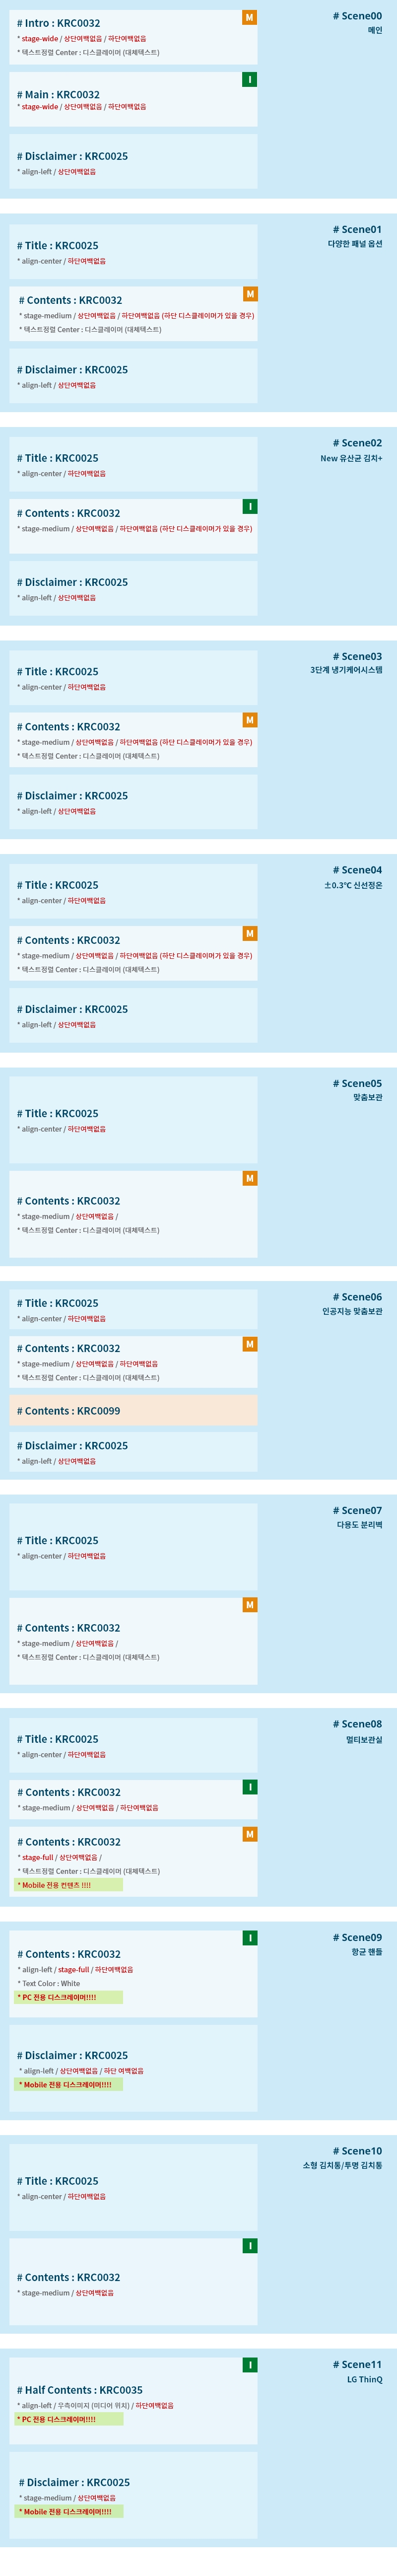 M
# Intro : KRC0032
* stage-wide / 상단여백없음 / 하단여백없음
* 텍스트정렬 Center : 디스클레이머 (대체텍스트)
# Scene00
메인
I
# Main : KRC0032
* stage-wide / 상단여백없음 / 하단여백없음
# Disclaimer : KRC0025
* align-left / 상단여백없음
# Scene01
다양한 패널 옵션
# Title : KRC0025
* align-center / 하단여백없음
M
# Contents : KRC0032
* stage-medium / 상단여백없음 / 하단여백없음 (하단 디스클레이머가 있을 경우)
* 텍스트정렬 Center : 디스클레이머 (대체텍스트)
# Disclaimer : KRC0025
* align-left / 상단여백없음
# Scene02
New 유산균 김치+
# Title : KRC0025
* align-center / 하단여백없음
I
# Contents : KRC0032
* stage-medium / 상단여백없음 / 하단여백없음 (하단 디스클레이머가 있을 경우)
# Disclaimer : KRC0025
* align-left / 상단여백없음
# Scene03
3단계 냉기케어시스템
# Title : KRC0025
* align-center / 하단여백없음
M
# Contents : KRC0032
* stage-medium / 상단여백없음 / 하단여백없음 (하단 디스클레이머가 있을 경우)
* 텍스트정렬 Center : 디스클레이머 (대체텍스트)
# Disclaimer : KRC0025
* align-left / 상단여백없음
# Scene04
±0.3℃ 신선정온
# Title : KRC0025
* align-center / 하단여백없음
M
# Contents : KRC0032
* stage-medium / 상단여백없음 / 하단여백없음 (하단 디스클레이머가 있을 경우)
* 텍스트정렬 Center : 디스클레이머 (대체텍스트)
# Disclaimer : KRC0025
* align-left / 상단여백없음
# Scene05
맞춤보관
# Title : KRC0025
* align-center / 하단여백없음
M
# Contents : KRC0032
* stage-medium / 상단여백없음 /
* 텍스트정렬 Center : 디스클레이머 (대체텍스트)
# Scene06
인공지능 맞춤보관
# Title : KRC0025
* align-center / 하단여백없음
M
# Contents : KRC0032
* stage-medium / 상단여백없음 / 하단여백없음
* 텍스트정렬 Center : 디스클레이머 (대체텍스트)
# Contents : KRC0099
# Disclaimer : KRC0025
* align-left / 상단여백없음
# Scene07
다용도 분리벽
# Title : KRC0025
* align-center / 하단여백없음
M
# Contents : KRC0032
* stage-medium / 상단여백없음 /
* 텍스트정렬 Center : 디스클레이머 (대체텍스트)
# Scene08
멀티보관실
# Title : KRC0025
* align-center / 하단여백없음
I
# Contents : KRC0032
* stage-medium / 상단여백없음 / 하단여백없음
M
# Contents : KRC0032
* stage-full / 상단여백없음 /
* 텍스트정렬 Center : 디스클레이머 (대체텍스트)
* Mobile 전용 컨텐츠 !!!!
# Scene09
항균 핸들
I
# Contents : KRC0032
* align-left / stage-full / 하단여백없음
* Text Color : White
* PC 전용 디스크레이머!!!!
# Disclaimer : KRC0025
* align-left / 상단여백없음 / 하단 여백없음
* Mobile 전용 디스크레이머!!!!
# Scene10
소형 김치통/투명 김치통
# Title : KRC0025
* align-center / 하단여백없음
I
# Contents : KRC0032
* stage-medium / 상단여백없음
# Scene11
LG ThinQ
I
# Half Contents : KRC0035
* align-left / 우측이미지 (미디어 위치) / 하단여백없음
* PC 전용 디스크레이머!!!!
# Disclaimer : KRC0025
* stage-medium / 상단여백없음
* Mobile 전용 디스크레이머!!!!